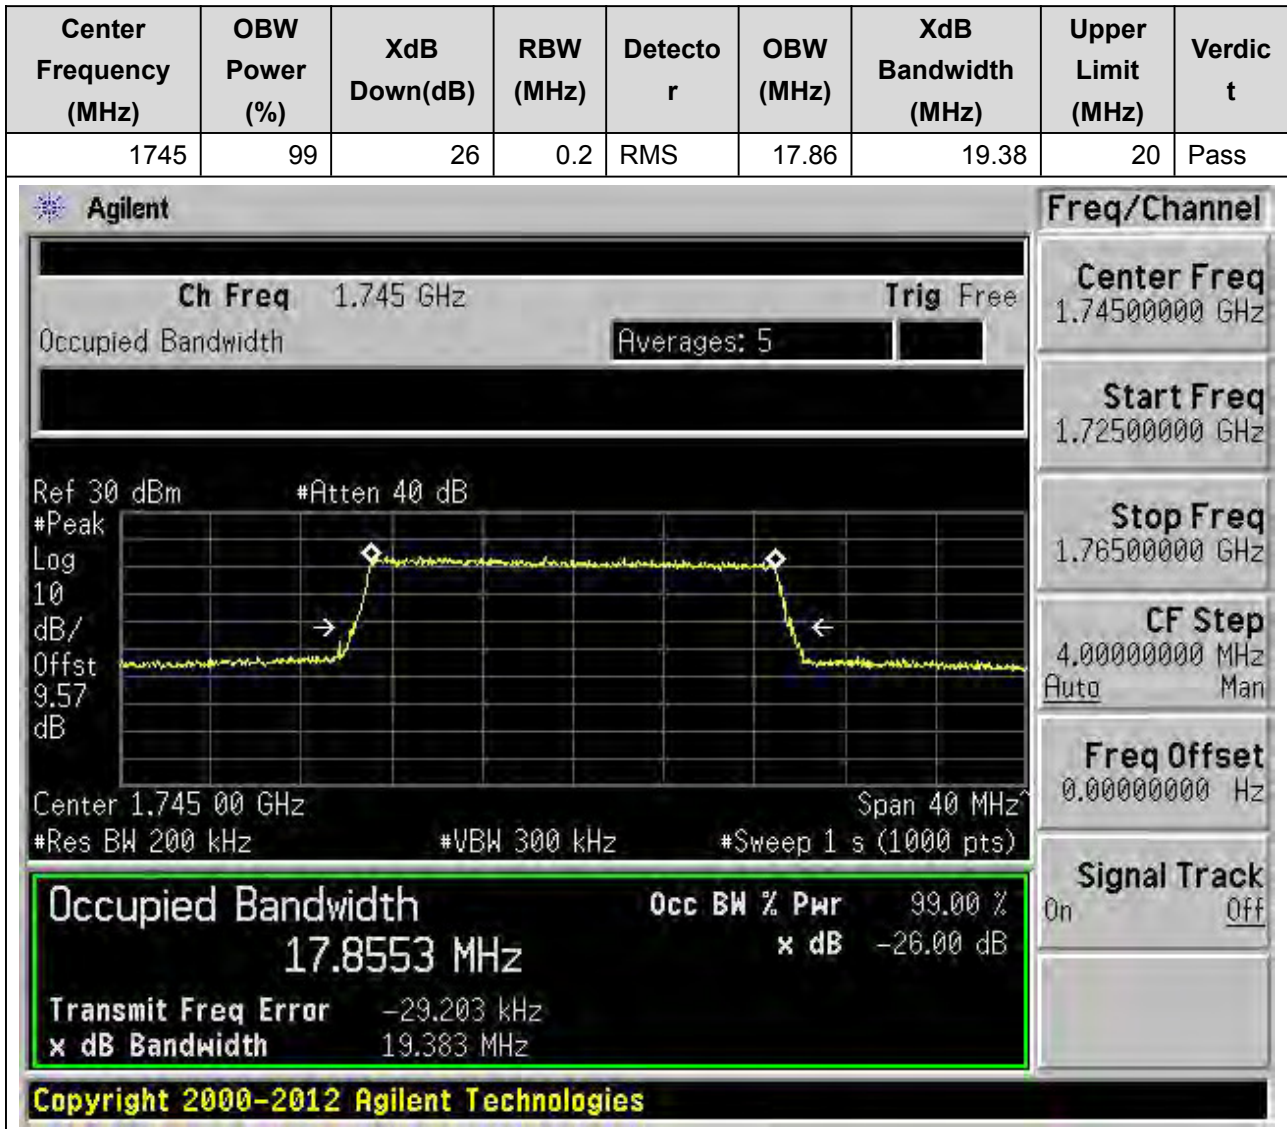 Center Frequency (MHz) OBW Power (%) XdB Down(dB) RBW (MHz) Detecto r OBW (MHz) XdB Bandwidth (MHz) Upper Limit (MHz) Verdic t
1745 99 26 0.2 RMS 17.86 19.38 20 Pass
Agilent
Freq/Channel
Ch Freq 1.745 GHz Trig Free
Occupied Bandwidth Averages: 5
Center Freq
1.74500000 GHz
Start Freq
1.72500000 GHz
Stop Freq
1.76500000 GHz
CF Step
4.00000000 MHz
Auto Man
Freq Offset
0.00000000 Hz
Signal Track
On Off
Ref 30 dBm #Atten 40 dB
#Peak
Log
10
dB/
Offst
9.57
dB
Center 1.745 00 GHz Span 40 MHz^
#Res BW 200 kHz #VBW 300 kHz #Sweep 1 s (1000 pts)
Occupied Bandwidth
17.8553 MHz
Occ BW % Pwr 99.00 %
x dB -26.00 dB
Transmit Freq Error -29.203 kHz
x dB Bandwidth 19.383 MHz
Copyright 2000-2012 Agilent Technologies